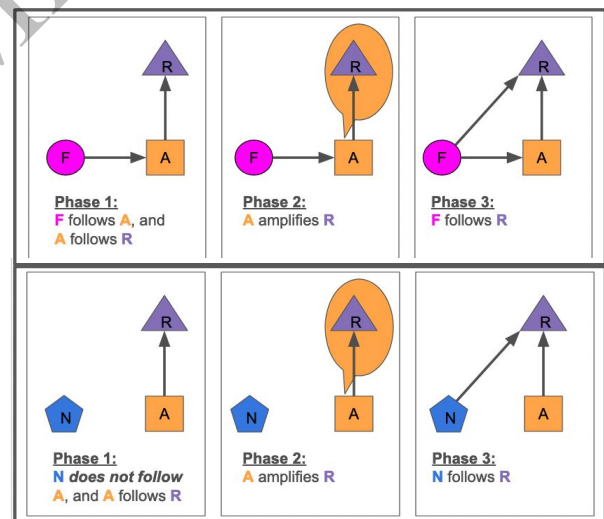 R
F
A
Phase 1:
F follows A, and
A follows R
R
F
A
Phase 2:
A amplifies R
R
F
A
Phase 3:
F follows R
R
N
A
Phase 1:
N does not follow
A, and A follows R
R
N
A
Phase 2:
A amplifies R
R
N
A
Phase 3:
N follows R